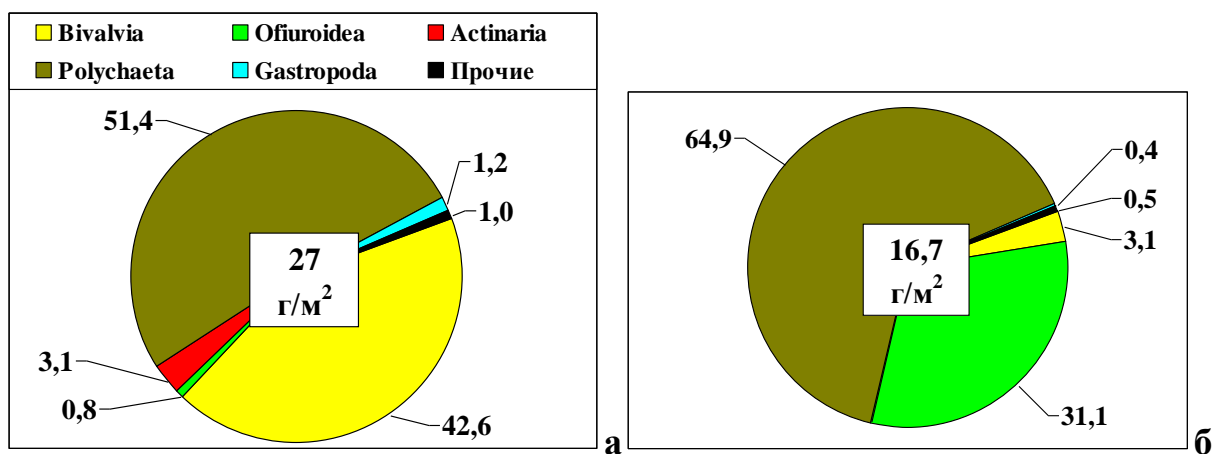 Bivalvia Ofiuroidea Actinaria
Polychaeta Gastropoda Прочие
51,4
1,2
1,0
27
г/м²
3,1
0,8
42,6
а
64,9
0,4
0,5
3,1
16,7
г/м²
31,1
б